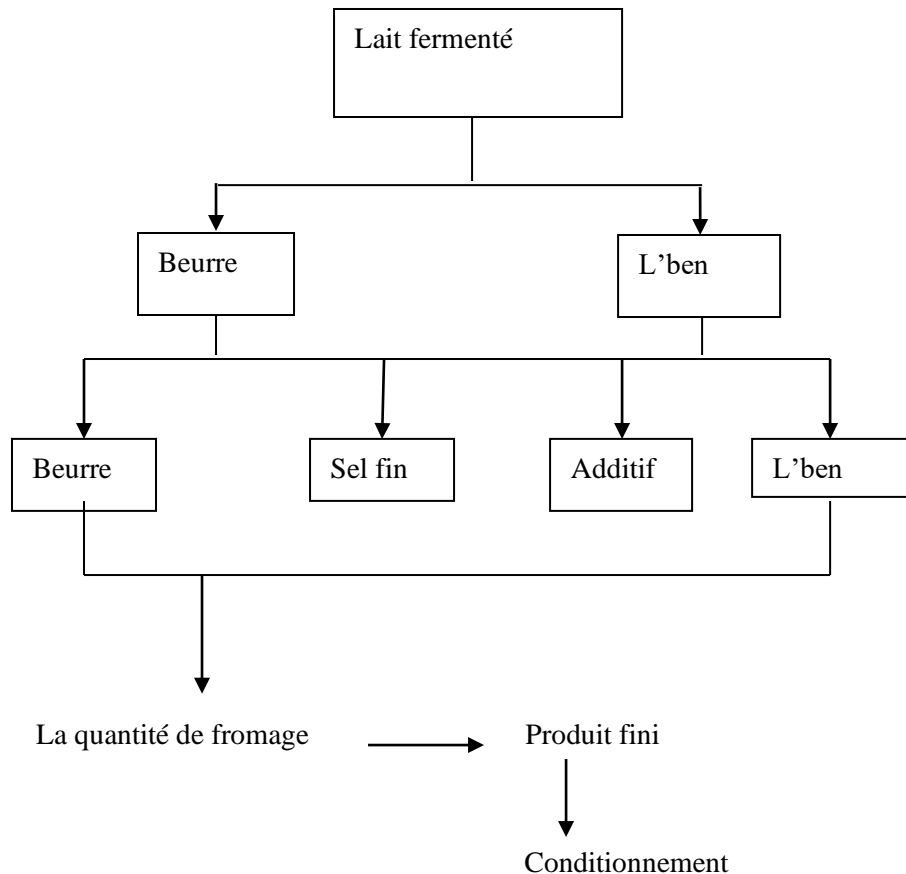 Lait fermenté
Beurre
L’ben
Beurre
Sel fin
Additif
L’ben
La quantité de fromage
Produit fini
Conditionnement